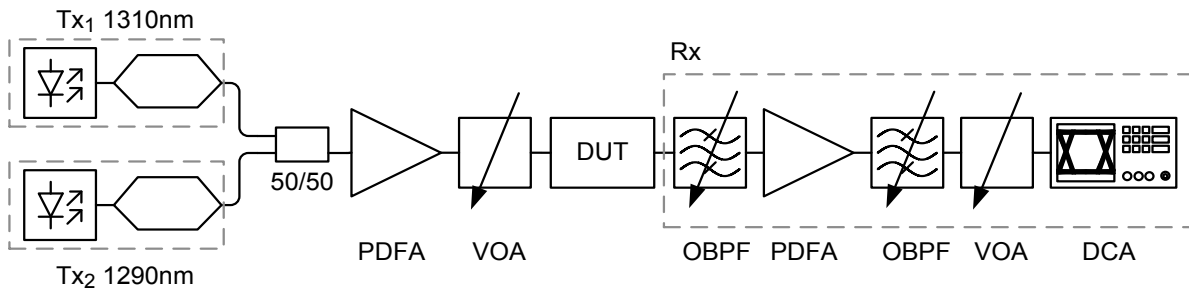 Tx1 1310nm
Rx
DUT
50/50
PDFA VOA OBPF PDFA OBPF VOA DCA
Tx2 1290nm